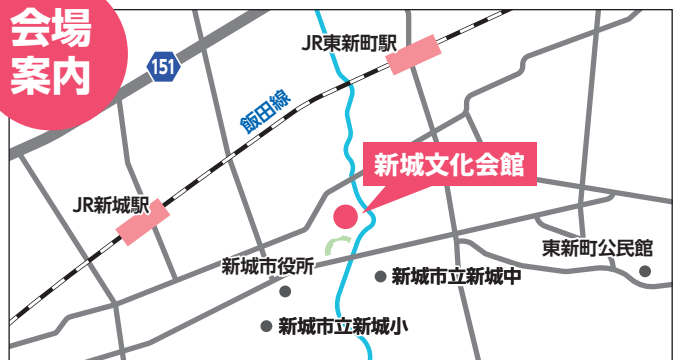 会場
案内
151
JR東新町駅
飯田線
新城文化会館
JR新城駅
新城市役所
東新町公民館
新城市立新城中
新城市立新城小